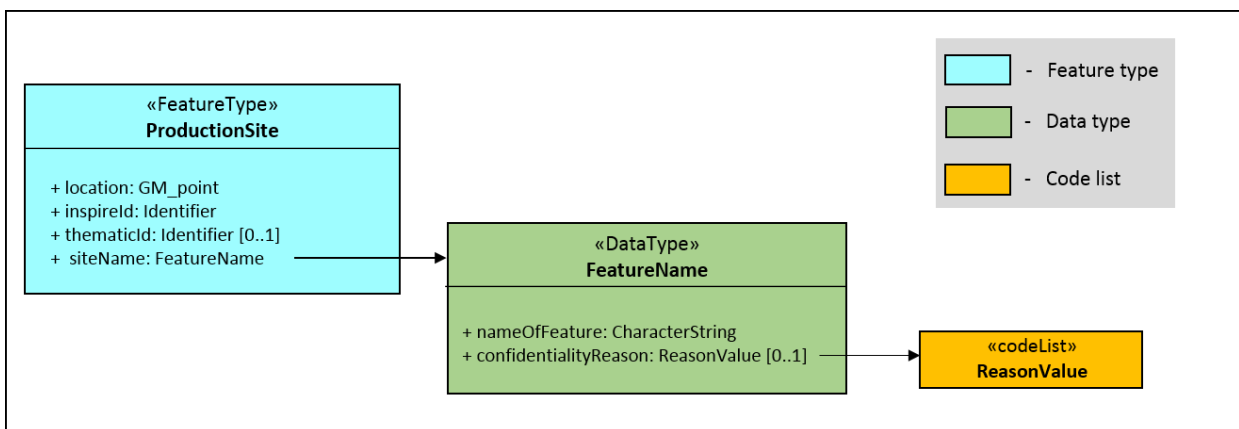 «FeatureType»
ProductionSite
+ location: GM_point
+ inspireId: Identifier
+ thematicId: Identifier [0..1]
+ siteName: FeatureName
«DataType»
FeatureName
+ nameOfFeature: CharacterString
+ confidentialityReason: ReasonValue [0..1]
«codeList»
ReasonValue
- Feature type
- Data type
- Code list